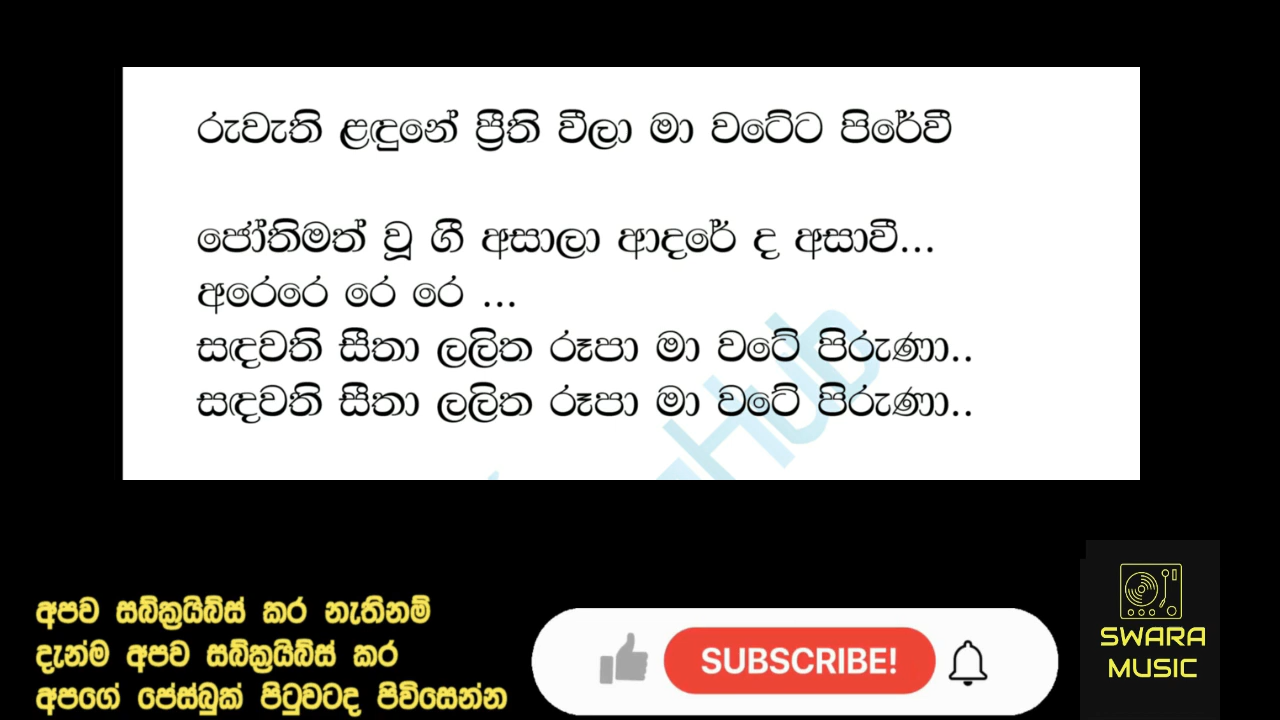 රුවැති ළඳුනේ ප්‍රීති වීලා මා වටේට පිරේවී
ජෝතිමත් වූ ගී අසාලා ආදරේ ද අසාවී...
අරෙරෙ රෙ රෙ ...
සඳවති සීතා ලලිත රූපා මා වටේ පිරුණා..
සඳවති සීතා ලලිත රූපා මා වටේ පිරුණා..
අපව සබ්ක්‍රයිබ්ස් කර නැතිනම්
දැන්ම අපව සබ්ක්‍රයිබ්ස් කර
අපගේ පේස්බුක් පිටුවටද පිවිසෙන්න
SUBSCRIBE!
SWARA
MUSIC